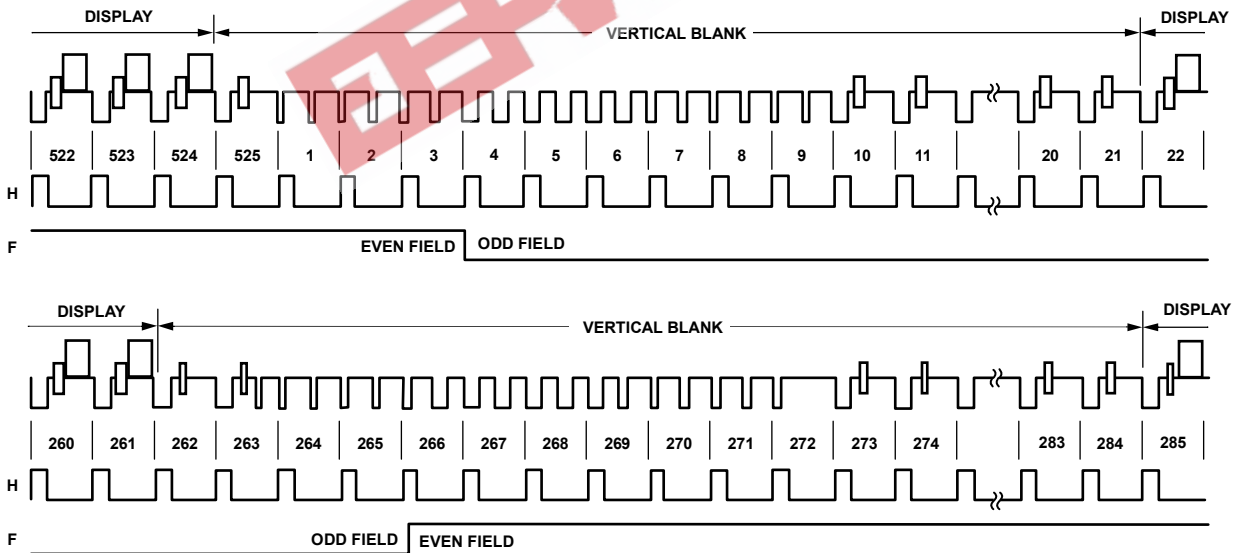 DISPLAY VERTICAL BLANK DISPLAY
522 523 524 525 1 2 3 4 5 6 7 8 9 10 11 20 21 22
H
F EVEN FIELD ODD FIELD
DISPLAY VERTICAL BLANK DISPLAY
260 261 262 263 264 265 266 267 268 269 270 271 272 273 274 283 284 285
H
F ODD FIELD EVEN FIELD